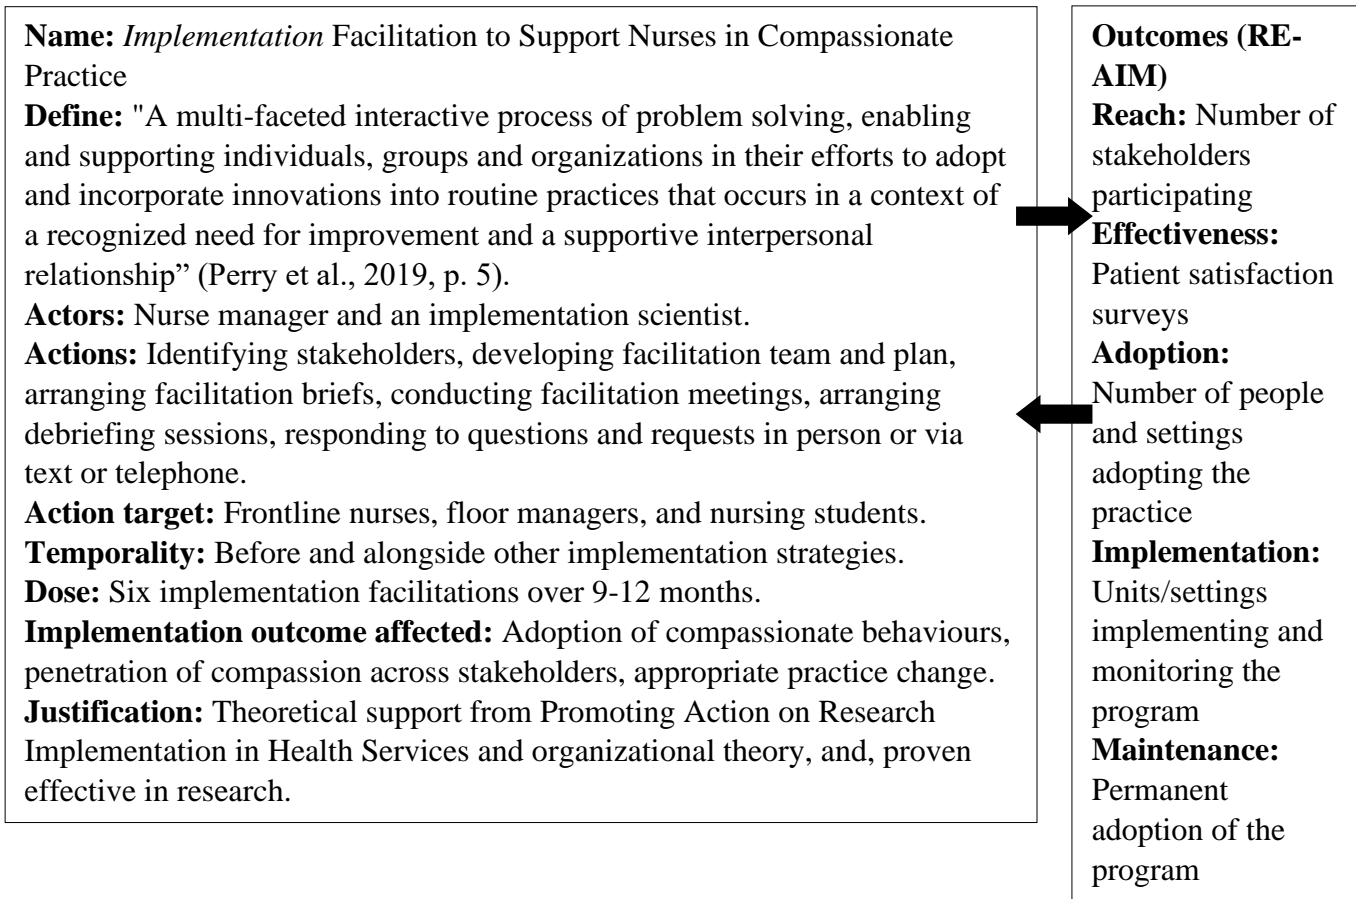 Name: Implementation Facilitation to Support Nurses in Compassionate
Practice
Define: "A multi-faceted interactive process of problem solving, enabling
and supporting individuals, groups and organizations in their efforts to adopt
and incorporate innovations into routine practices that occurs in a context of
a recognized need for improvement and a supportive interpersonal
relationship” (Perry et al., 2019, p. 5).
Actors: Nurse manager and an implementation scientist.
Actions: Identifying stakeholders, developing facilitation team and plan,
arranging facilitation briefs, conducting facilitation meetings, arranging
debriefing sessions, responding to questions and requests in person or via
text or telephone.
Action target: Frontline nurses, floor managers, and nursing students.
Temporality: Before and alongside other implementation strategies.
Dose: Six implementation facilitations over 9-12 months.
Implementation outcome affected: Adoption of compassionate behaviours,
penetration of compassion across stakeholders, appropriate practice change.
Justification: Theoretical support from Promoting Action on Research
Implementation in Health Services and organizational theory, and, proven
effective in research.
Outcomes (RE-
AIM)
Reach: Number of
stakeholders
participating
Effectiveness:
Patient satisfaction
surveys
Adoption:
Number of people
and settings
adopting the
practice
Implementation:
Units/settings
implementing and
monitoring the
program
Maintenance:
Permanent
adoption of the
program